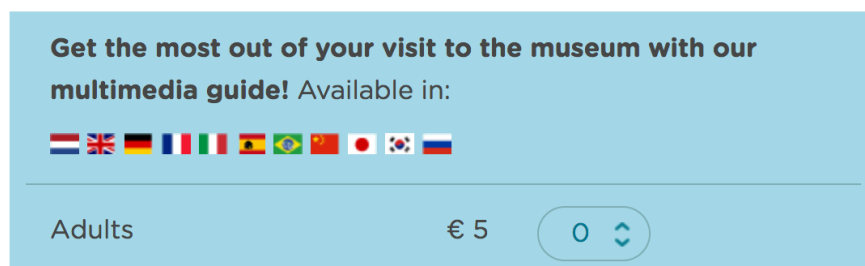 Get the most out of your visit to the museum with our
multimedia guide! Available in:
Adults € 5 0